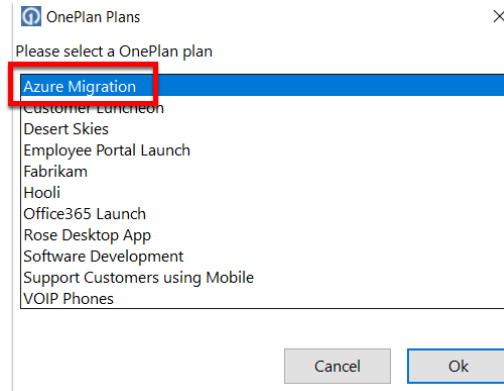 OnePlan Plans
Please select a OnePlan plan
Azure Migration
Customer Luncheon
Desert Skies
Employee Portal Launch
Fabrikam
Hooli
Office365 Launch
Rose Desktop App
Software Development
Support Customers using Mobile
VOIP Phones
Cancel Ok